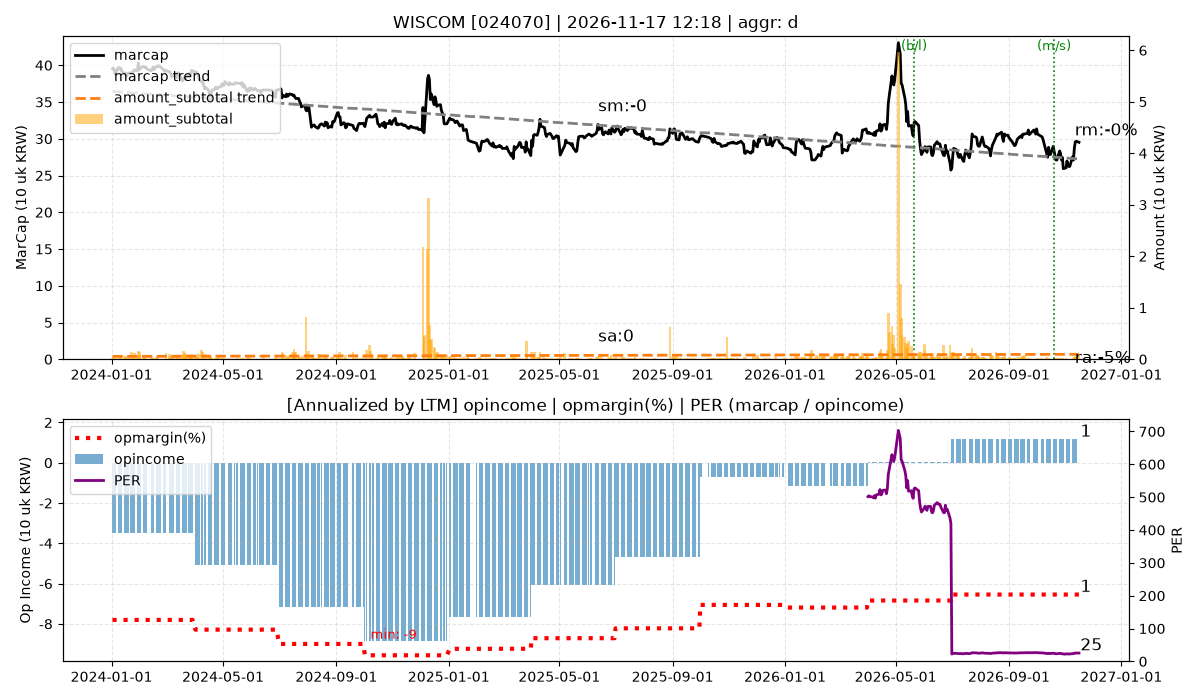 WISCOM [024070] | 2026-11-17 12:18 | aggr: d
marcap
marcap trend
amount_subtotal trend
amount_subtotal
(b/l)
(m/s)
sm:-0
rm:-0%
sa:0
ra:-5%
MarCap (10 uk KRW)
40
35
30
25
20
15
10
5
0
Amount (10 uk KRW)
6
5
4
3
2
1
0
2024-01-01
2024-05-01
2024-09-01
2025-01-01
2025-05-01
2025-09-01
2026-01-01
2026-05-01
2026-09-01
2027-01-01
[Annualized by LTM] opincome | opmargin(%) | PER (marcap / opincome)
opmargin(%)
opincome
PER
min: -9
1
1
25
Op Income (10 uk KRW)
2
0
-2
-4
-6
-8
PER
700
600
500
400
300
200
100
0
2024-01-01
2024-05-01
2024-09-01
2025-01-01
2025-05-01
2025-09-01
2026-01-01
2026-05-01
2026-09-01
2027-01-01